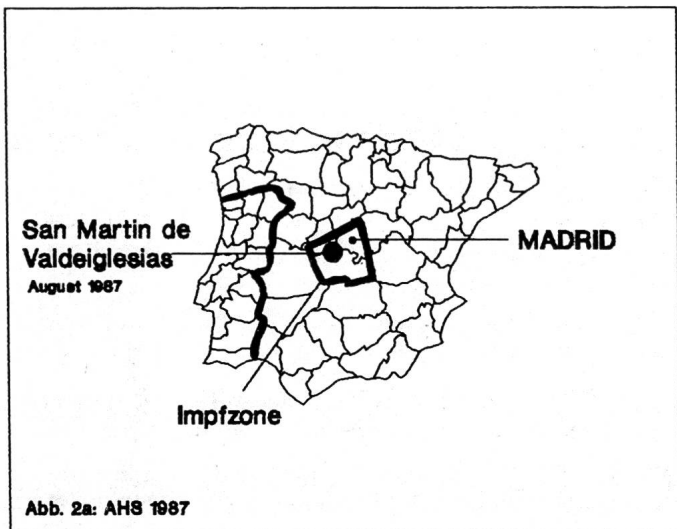 San Martin de
Valdeiglesias
August 1987
MADRID
Impfzone
Abb. 2a: AHS 1987